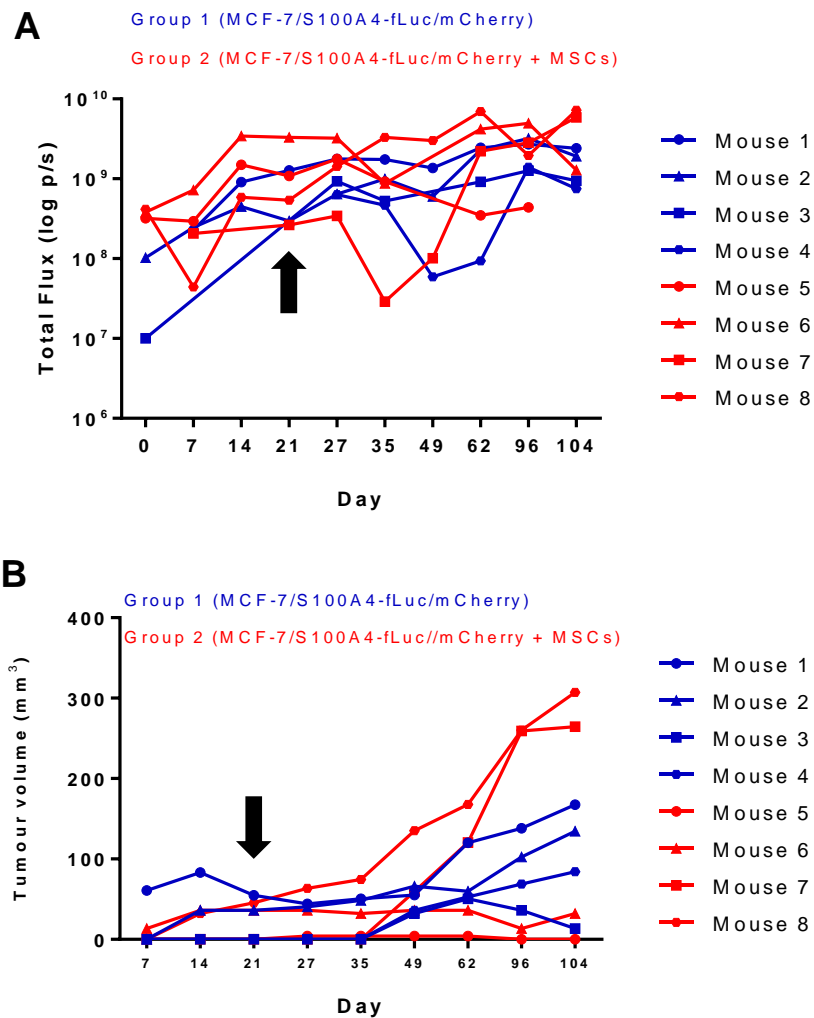 A
Group 1 (MCF-7/S100A4-fLuc/mCherry)
Group 2 (MCF-7/S100A4-fLuc/mCherry + MSCs)
Total Flux (log p/s)
10^10
10^9
10^8
10^7
10^6
0 7 14 21 27 35 49 62 96 104
Day
Mouse 1
Mouse 2
Mouse 3
Mouse 4
Mouse 5
Mouse 6
Mouse 7
Mouse 8
B
Group 1 (MCF-7/S100A4-fLuc/mCherry)
Group 2 (MCF-7/S100A4-fLuc//mCherry + MSCs)
Tumour volume (mm³)
400
300
200
100
0
7 14 21 27 35 49 62 96 104
Day
Mouse 1
Mouse 2
Mouse 3
Mouse 4
Mouse 5
Mouse 6
Mouse 7
Mouse 8